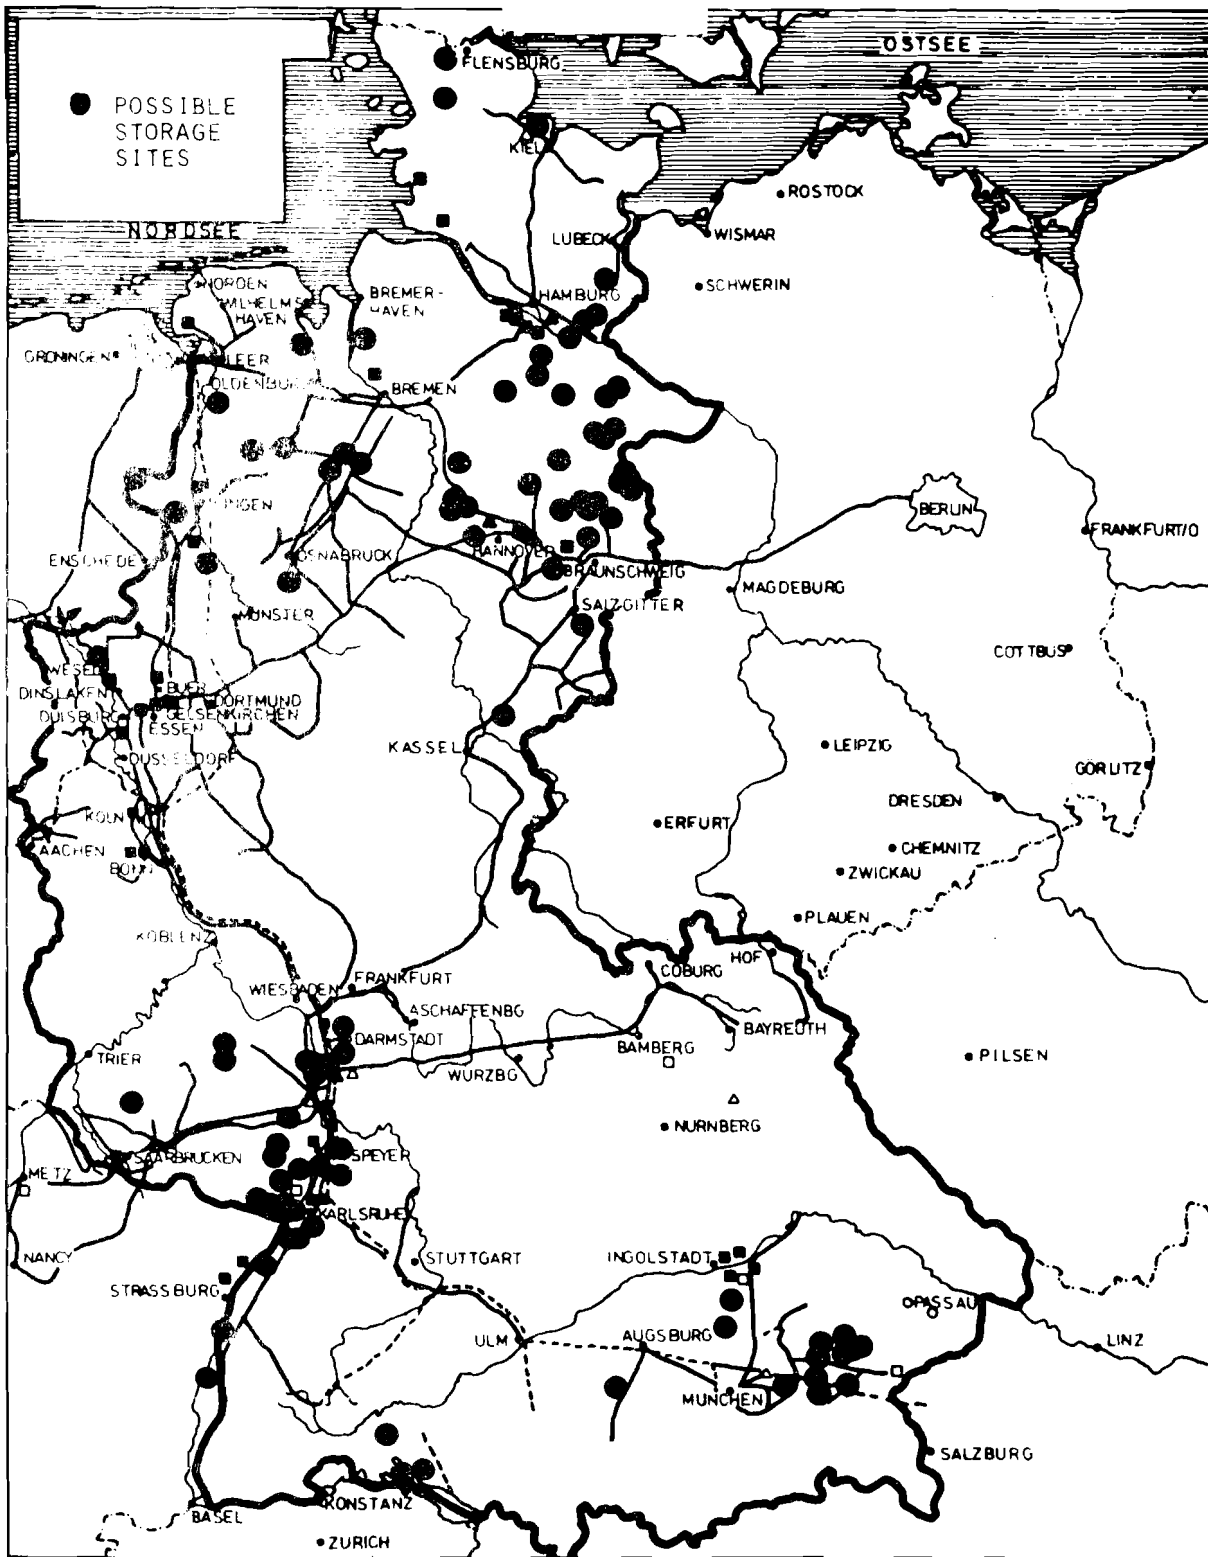 OSTSEE
FLENSBURG
POSSIBLE
STORAGE
SITES
KIEL
ROSTOCK
NORDSEE
LUBECK
WISMAR
NORDEN
SCHWERIN
WILHELMS
HAVEN
BREMER-
HAVEN
HAMBURG
GRONINGEN
LEER
OLDENBURG
BREMEN
BERLIN
FRANKFURT/O
ENSCHEDE
OSNABRUCK
HANNOVER
BRAUNSCHWEIG
MAGDEBURG
SALZGITTER
MUNSTER
COTTBUS
WESEL
DINSLAKEN
BUER
DORTMUND
DUISBURG
GELSENKIRCHEN
ESSEN
KASSEL
LEIPZIG
DUSSELDORF
GÖRLITZ
DRESDEN
KOLN
ERFURT
AACHEN
BONN
CHEMNITZ
ZWICKAU
PLAUEN
KOBLENZ
HOF
COBURG
WIESBADEN
FRANKFURT
ASCHAFFENBG
BAYREUTH
DARMSTADT
BAMBERG
TRIER
WURZBG
PILSEN
NURNBERG
SAARBRUCKEN
SPEYER
METZ
KARLSRUHE
NANCY
STUTTGART
INGOLSTADT
STRASSBURG
PASSAU
ULM
AUGSBURG
LINZ
MUNCHEN
SALZBURG
KONSTANZ
BASEL
ZURICH